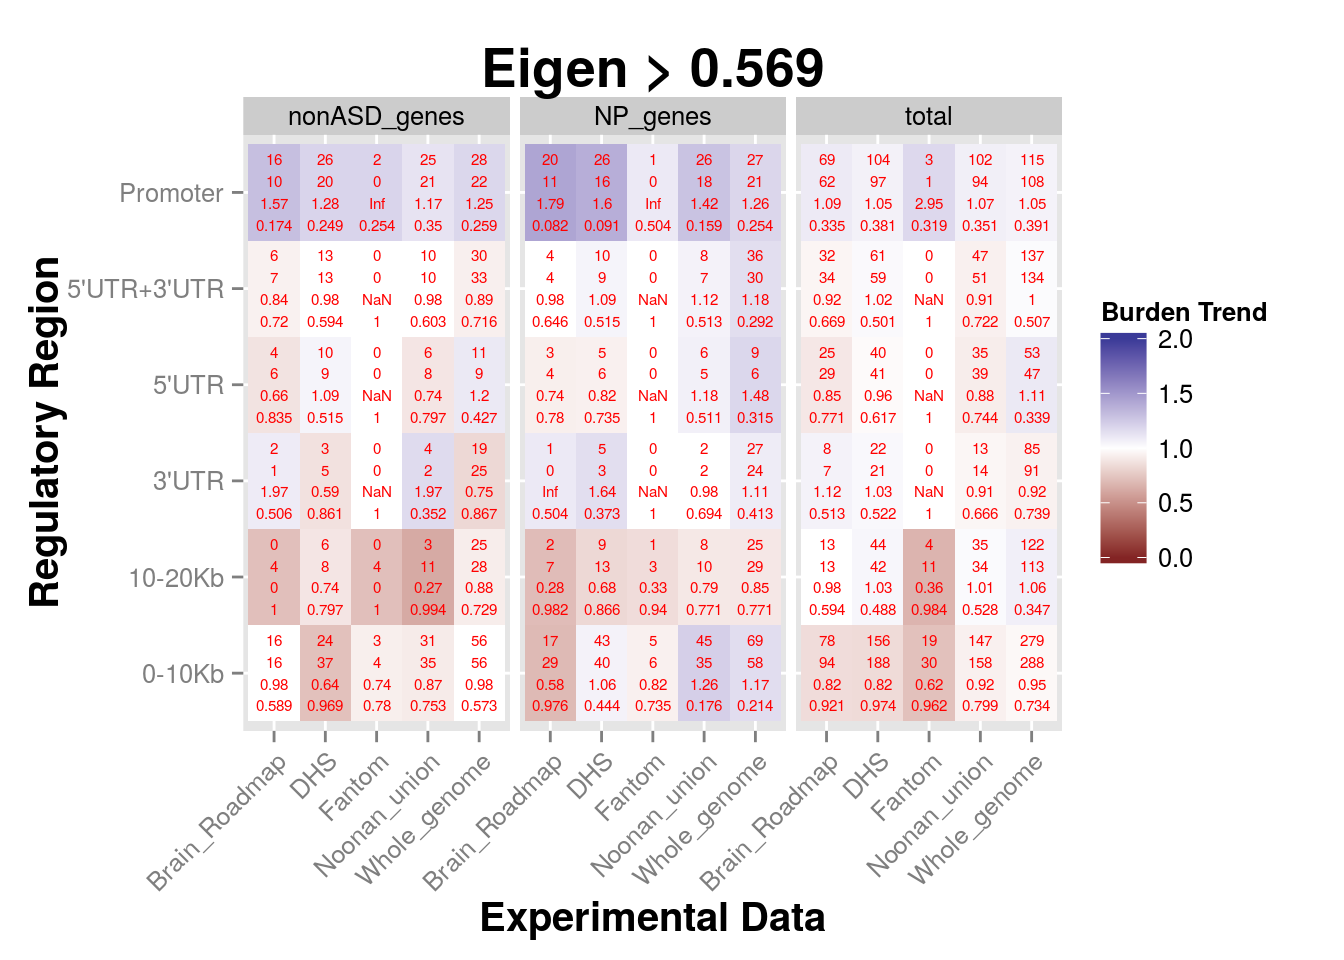 Eigen > 0.569
nonASD_genes NP_genes total
16 26 2 25 28 20 26 1 26 27 69 104 3 102 115
10 20 0 21 22 11 16 0 18 21 62 97 1 94 108
Promoter
1.57 1.28 Inf 1.17 1.25 1.79 1.6 Inf 1.42 1.26 1.09 1.05 2.95 1.07 1.05
0.174 0.249 0.254 0.35 0.259 0.082 0.091 0.504 0.159 0.254 0.335 0.381 0.319 0.351 0.391
6 13 0 10 30 4 10 0 8 36 32 61 0 47 137
7 13 0 10 33 4 9 0 7 30 34 59 0 51 134
5'UTR+3'UTR
0.84 0.98 NaN 0.98 0.89 0.98 1.09 NaN 1.12 1.18 0.92 1.02 NaN 0.91 1
0.72 0.594 1 0.603 0.716 0.646 0.515 1 0.513 0.292 0.669 0.501 1 0.722 0.507
4 10 0 6 11 3 5 0 6 9 25 40 0 35 53
6 9 0 8 9 4 6 0 5 6 29 41 0 39 47
5'UTR
0.66 1.09 NaN 0.74 1.2 0.74 0.82 NaN 1.18 1.48 0.85 0.96 NaN 0.88 1.11
0.835 0.515 1 0.797 0.427 0.78 0.735 1 0.511 0.315 0.771 0.617 1 0.744 0.339
2 3 0 4 19 1 5 0 2 27 8 22 0 13 85
1 5 0 2 25 0 3 0 2 24 7 21 0 14 91
3'UTR
1.97 0.59 NaN 1.97 0.75 Inf 1.64 NaN 0.98 1.11 1.12 1.03 NaN 0.91 0.92
0.506 0.861 1 0.352 0.867 0.504 0.373 1 0.694 0.413 0.513 0.522 1 0.666 0.739
0 6 0 3 25 2 9 1 8 25 13 44 4 35 122
4 8 4 11 28 7 13 3 10 29 13 42 11 34 113
10-20Kb
0 0.74 0 0.27 0.88 0.28 0.68 0.33 0.79 0.85 0.98 1.03 0.36 1.01 1.06
1 0.797 1 0.994 0.729 0.982 0.866 0.94 0.771 0.771 0.594 0.488 0.984 0.528 0.347
16 24 3 31 56 17 43 5 45 69 78 156 19 147 279
16 37 4 35 56 29 40 6 35 58 94 188 30 158 288
0-10Kb
0.98 0.64 0.74 0.87 0.98 0.58 1.06 0.82 1.26 1.17 0.82 0.82 0.62 0.92 0.95
0.589 0.969 0.78 0.753 0.573 0.976 0.444 0.735 0.176 0.214 0.921 0.974 0.962 0.799 0.734
Brain_Roadmap DHS Fantom Noonan_union Whole_genome Brain_Roadmap DHS Fantom Noonan_union Whole_genome Brain_Roadmap DHS Fantom Noonan_union Whole_genome
Experimental Data
Regulatory Region
Burden Trend
2.0
1.5
1.0
0.5
0.0